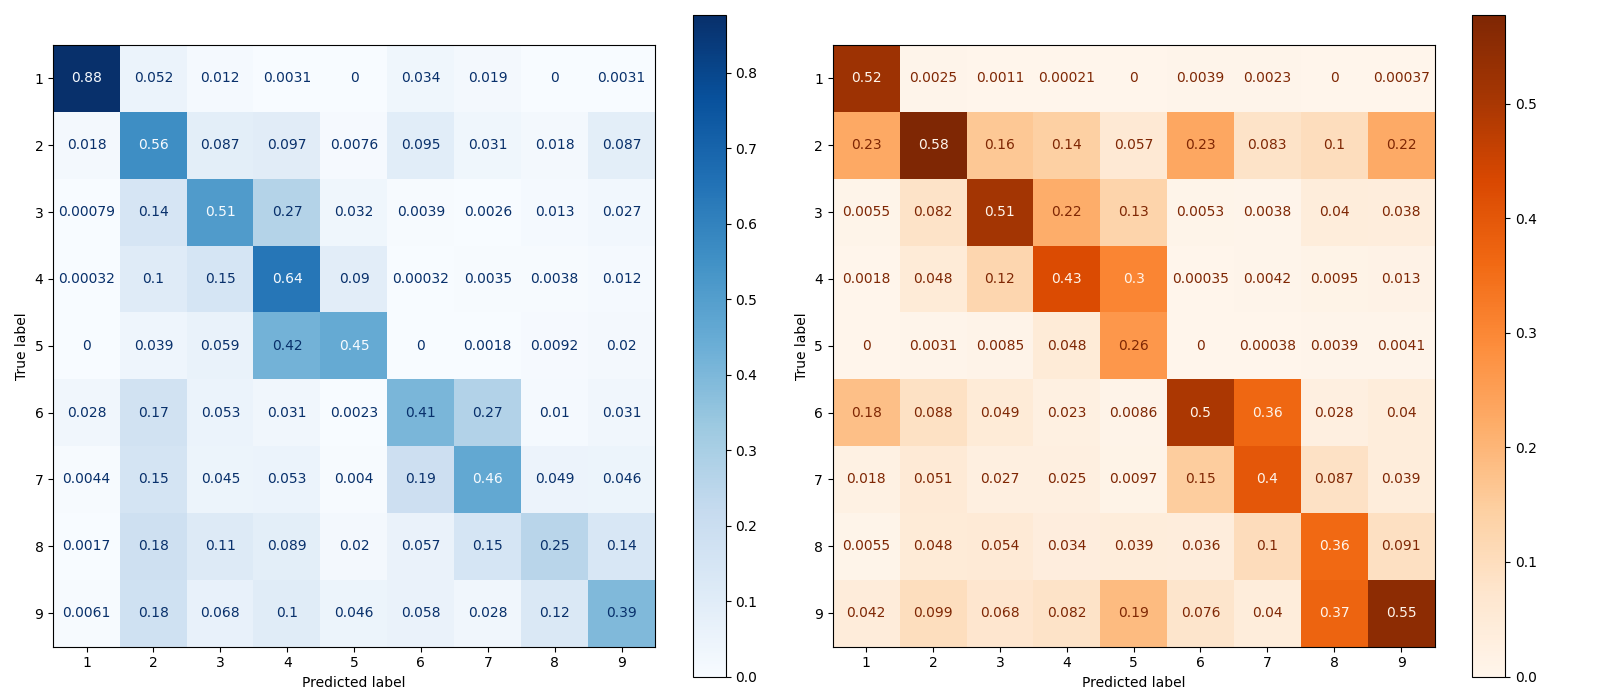 1 0.88 0.052 0.012 0.0031 0 0.034 0.019 0 0.0031
2 0.018 0.56 0.087 0.097 0.0076 0.095 0.031 0.018 0.087
3 0.00079 0.14 0.51 0.27 0.032 0.0039 0.0026 0.013 0.027
4 0.00032 0.1 0.15 0.64 0.09 0.00032 0.0035 0.0038 0.012
5 0 0.039 0.059 0.42 0.45 0 0.0018 0.0092 0.02
6 0.028 0.17 0.053 0.031 0.0023 0.41 0.27 0.01 0.031
7 0.0044 0.15 0.045 0.053 0.004 0.19 0.46 0.049 0.046
8 0.0017 0.18 0.11 0.089 0.02 0.057 0.15 0.25 0.14
9 0.0061 0.18 0.068 0.1 0.046 0.058 0.028 0.12 0.39
1 2 3 4 5 6 7 8 9
Predicted label
True label
0.8
0.7
0.6
0.5
0.4
0.3
0.2
0.1
0.0
1 0.52 0.0025 0.0011 0.00021 0 0.0039 0.0023 0 0.00037
2 0.23 0.58 0.16 0.14 0.057 0.23 0.083 0.1 0.22
3 0.0055 0.082 0.51 0.22 0.13 0.0053 0.0038 0.04 0.038
4 0.0018 0.048 0.12 0.43 0.3 0.00035 0.0042 0.0095 0.013
5 0 0.0031 0.0085 0.048 0.26 0 0.00038 0.0039 0.0041
6 0.18 0.088 0.049 0.023 0.0086 0.5 0.36 0.028 0.04
7 0.018 0.051 0.027 0.025 0.0097 0.15 0.4 0.087 0.039
8 0.0055 0.048 0.054 0.034 0.039 0.036 0.1 0.36 0.091
9 0.042 0.099 0.068 0.082 0.19 0.076 0.04 0.37 0.55
1 2 3 4 5 6 7 8 9
Predicted label
True label
0.5
0.4
0.3
0.2
0.1
0.0